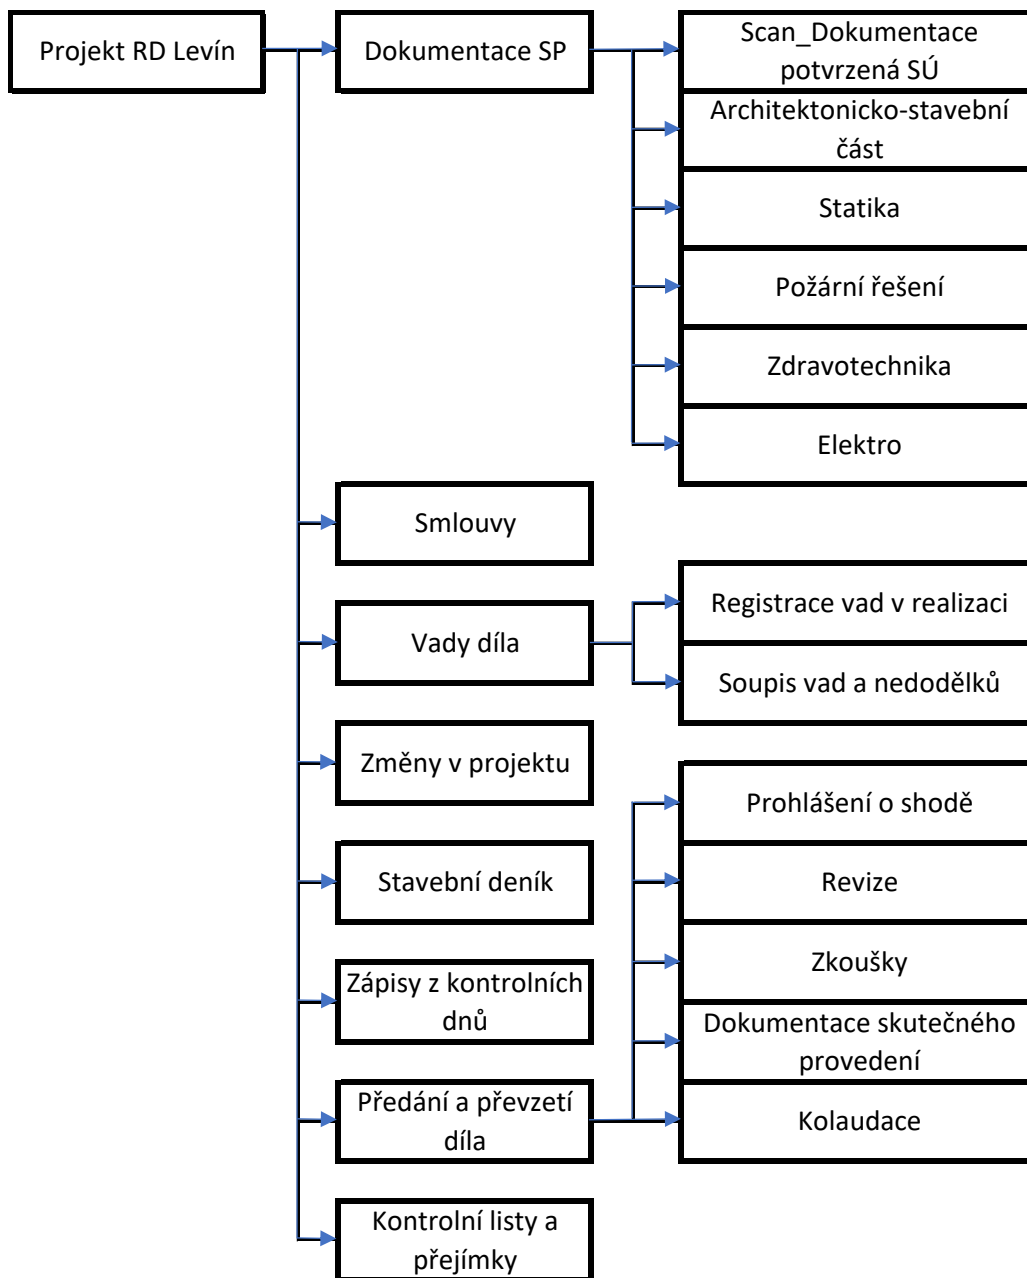 Projekt RD Levín
Dokumentace SP
Scan_Dokumentace
potvrzená SÚ
Architektonicko-stavební
část
Statika
Požární řešení
Zdravotechnika
Elektro
Smlouvy
Vady díla
Registrace vad v realizaci
Soupis vad a nedodělků
Změny v projektu
Stavební deník
Zápisy z kontrolních
dnů
Předání a převzetí
díla
Prohlášení o shodě
Revize
Zkoušky
Dokumentace skutečného
provedení
Kolaudace
Kontrolní listy a
přejímky